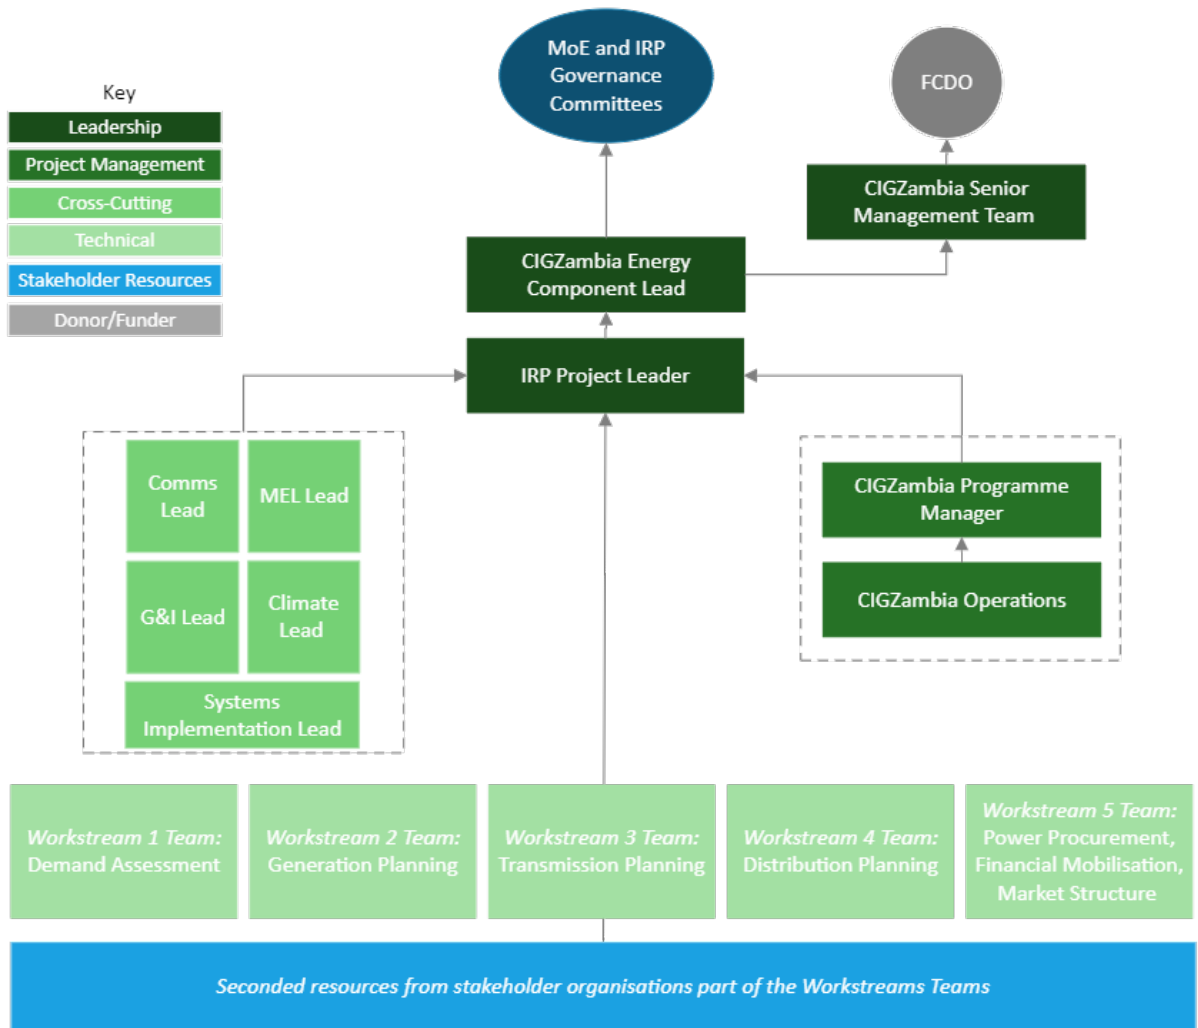 MoE and IRP
Governance
Committees
FCDO
Key
Leadership
Project Management
Cross-Cutting
Technical
Stakeholder Resources
Donor/Funder
CIGZambia Senior
Management Team
CIGZambia Energy
Component Lead
IRP Project Leader
Comms
Lead
MEL Lead
G&I Lead
Climate
Lead
Systems
Implementation Lead
CIGZambia Programme
Manager
CIGZambia Operations
Workstream 1 Team:
Demand Assessment
Workstream 2 Team:
Generation Planning
Workstream 3 Team:
Transmission Planning
Workstream 4 Team:
Distribution Planning
Workstream 5 Team:
Power Procurement,
Financial Mobilisation,
Market Structure
Seconded resources from stakeholder organisations part of the Workstreams Teams